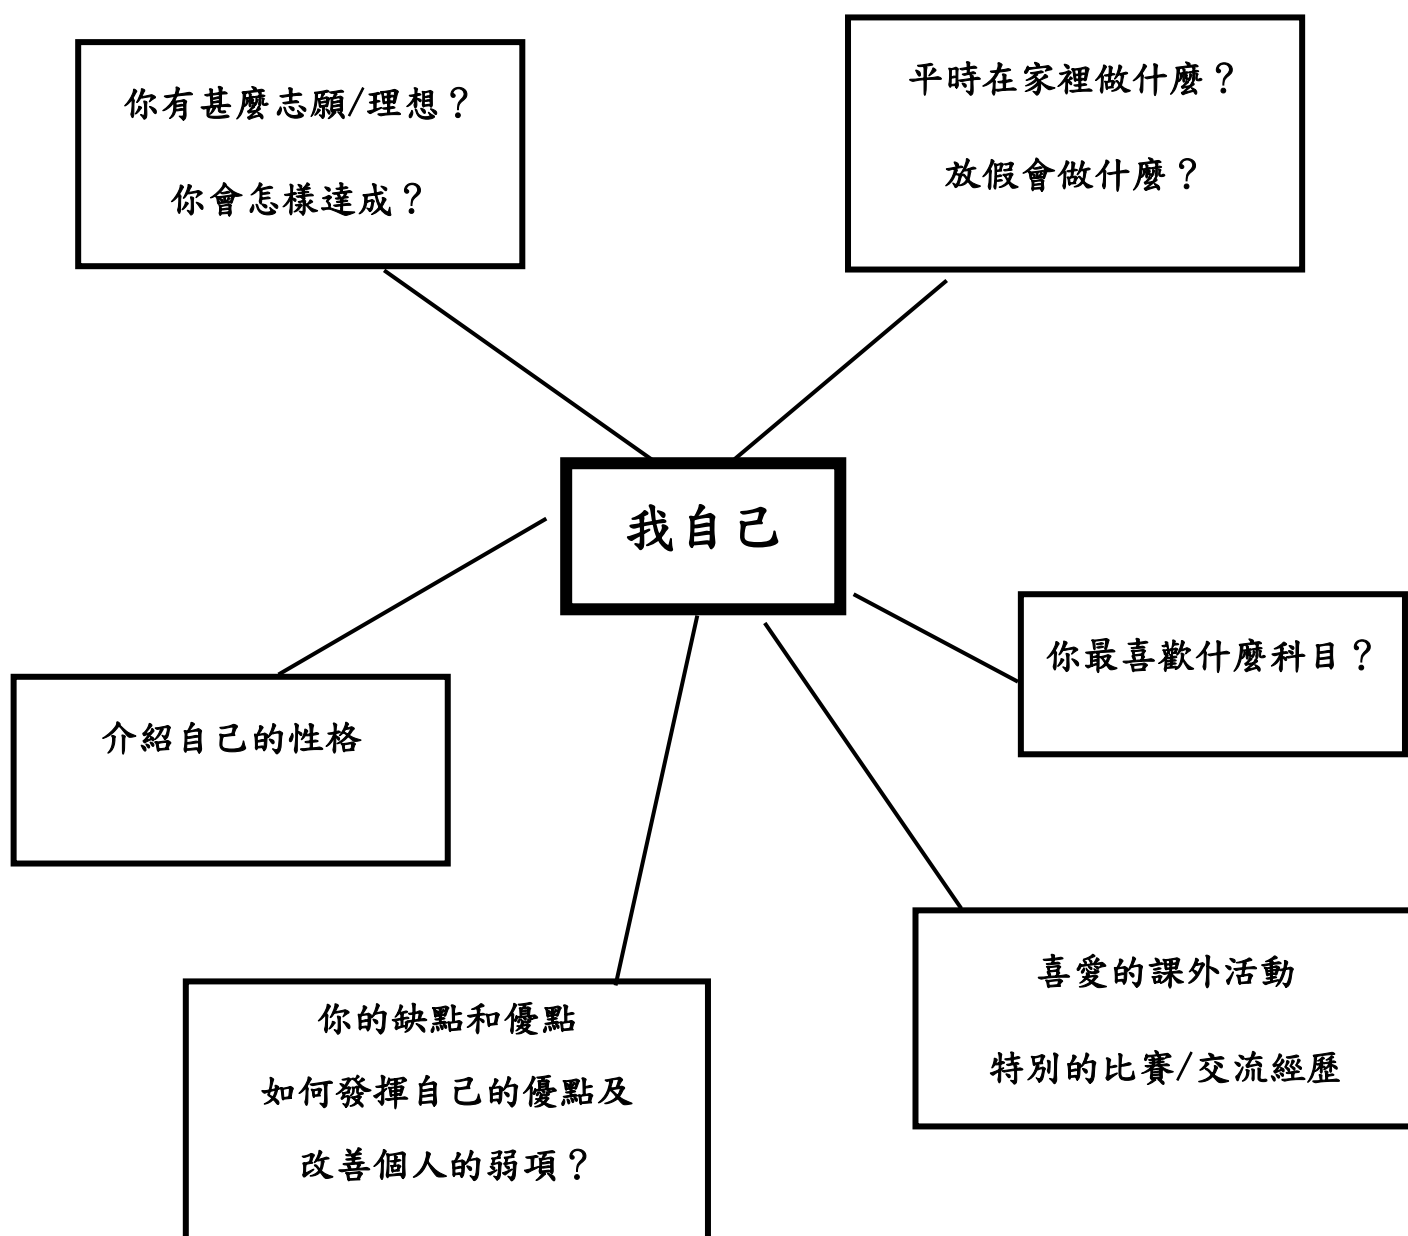 你有甚麼志願/理想？
你會怎樣達成？
平時在家裡做什麼？
放假會做什麼？
我自己
你最喜歡什麼科目？
介紹自己的性格
喜愛的課外活動
特別的比賽/交流經歷
你的缺點和優點
如何發揮自己的優點及
改善個人的弱項？